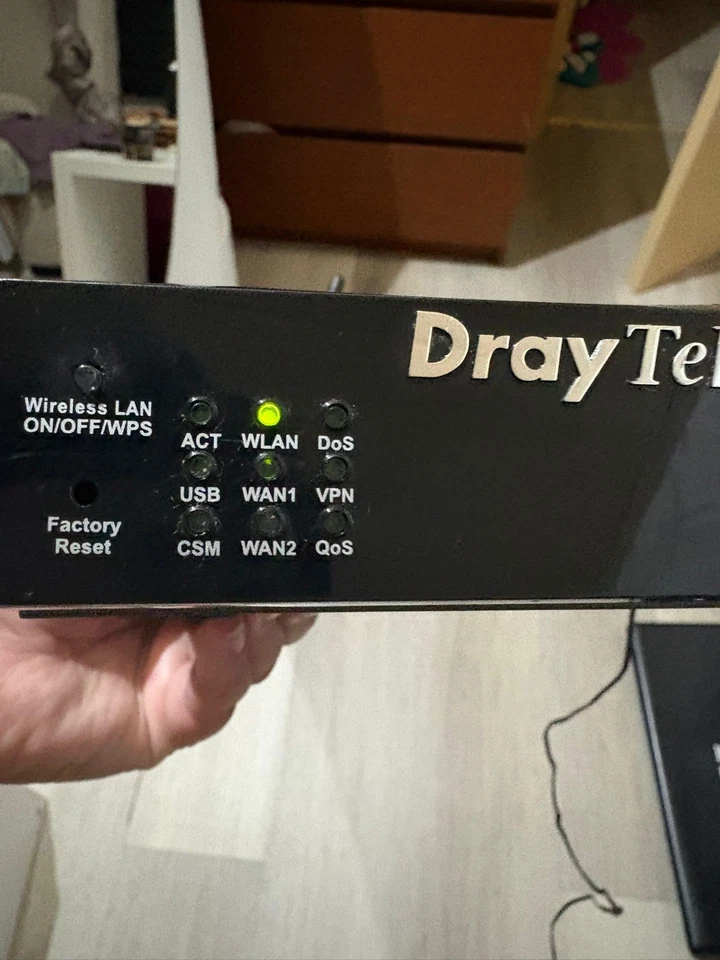 DrayTek
Wireless LAN
ON/OFF/WPS
ACT WLAN DoS
USB WAN1 VPN
Factory
Reset
CSM WAN2 QoS